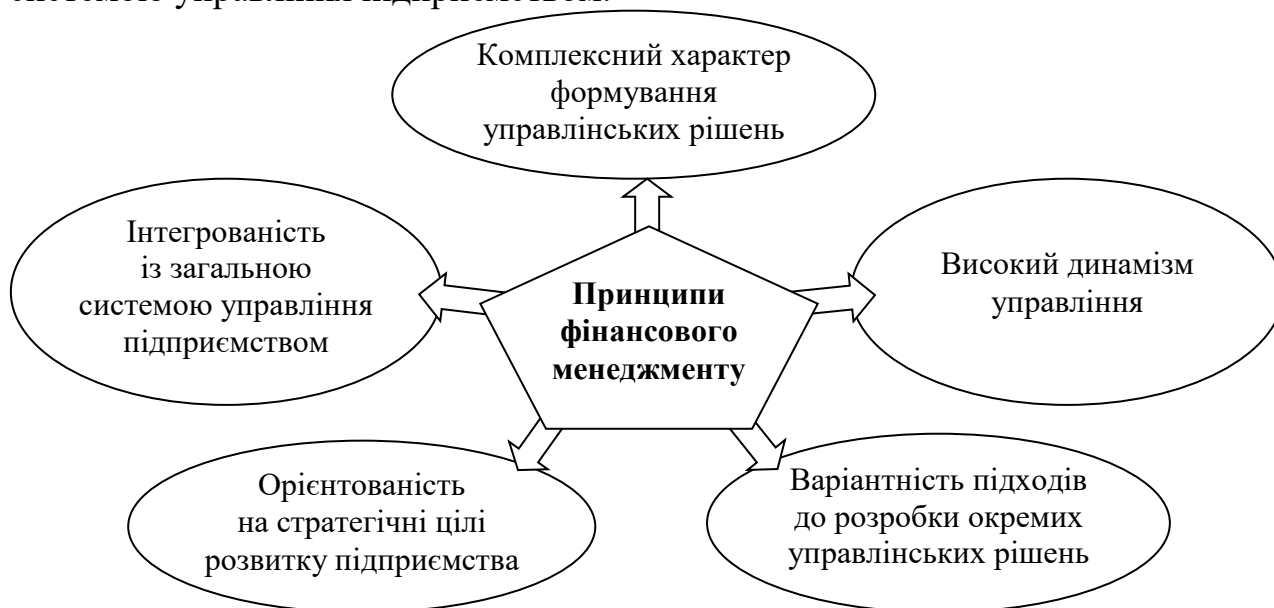 системою управління підприємством.
Комплексний характер
формування
управлінських рішень
Інтегрованість
із загальною
системою управління
підприємством
Принципи
фінансового
менеджменту
Високий динамізм
управління
Орієнтованість
на стратегічні цілі
розвитку підприємства
Варіантність підходів
до розробки окремих
управлінських рішень